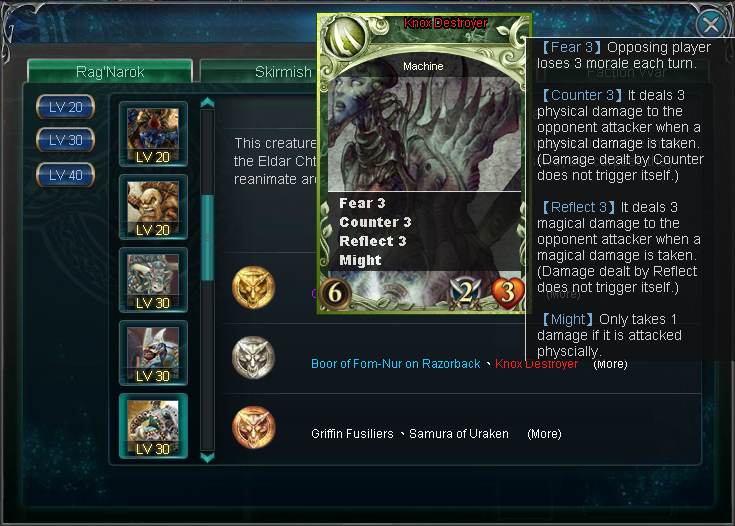 Knox Destroyer
Rag'Narok
Skirmish
Faction War
LV 20
LV 30
LV 40
LV 20
LV 20
LV 30
LV 30
LV 30
This creature
the Eldar Cht
reanimate
Machine
Fear 3
Counter 3
Reflect 3
Might
6
2
3
【Fear 3】Opposing player
loses 3 morale each turn.
【Counter 3】It deals 3
physical damage to the
opponent attacker when a
physical damage is taken.
(Damage dealt by Counter
does not trigger itself.)
【Reflect 3】It deals 3
magical damage to the
opponent attacker when a
magical damage is taken.
(Damage dealt by Reflect
does not trigger itself.)
【Might】Only takes 1
damage if it is attacked
physcially.
(More)
Boor of Fom-Nur on Razorback、Knox Destroyer (More)
Griffin Fusiliers、Samura of Uraken (More)